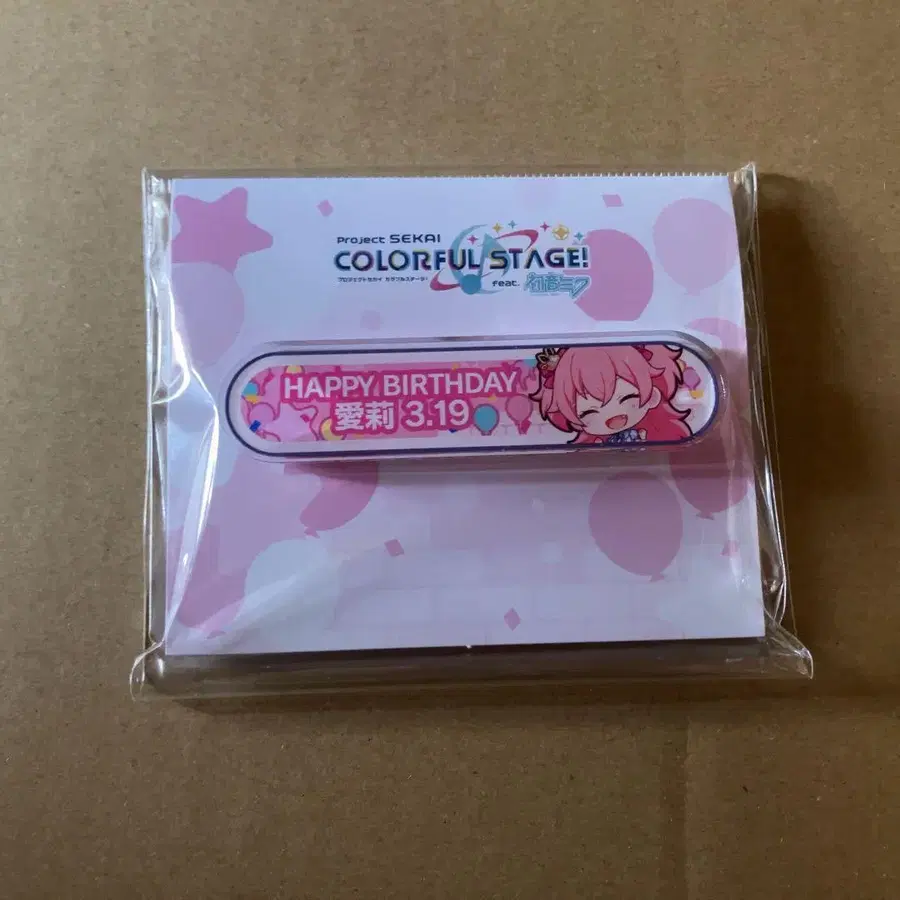 Project SEKAI
COLORFUL STAGE!
プロジェクトセカイ カラフルステージ!
feat. 初音ミク
HAPPY BIRTHDAY
愛莉 3.19